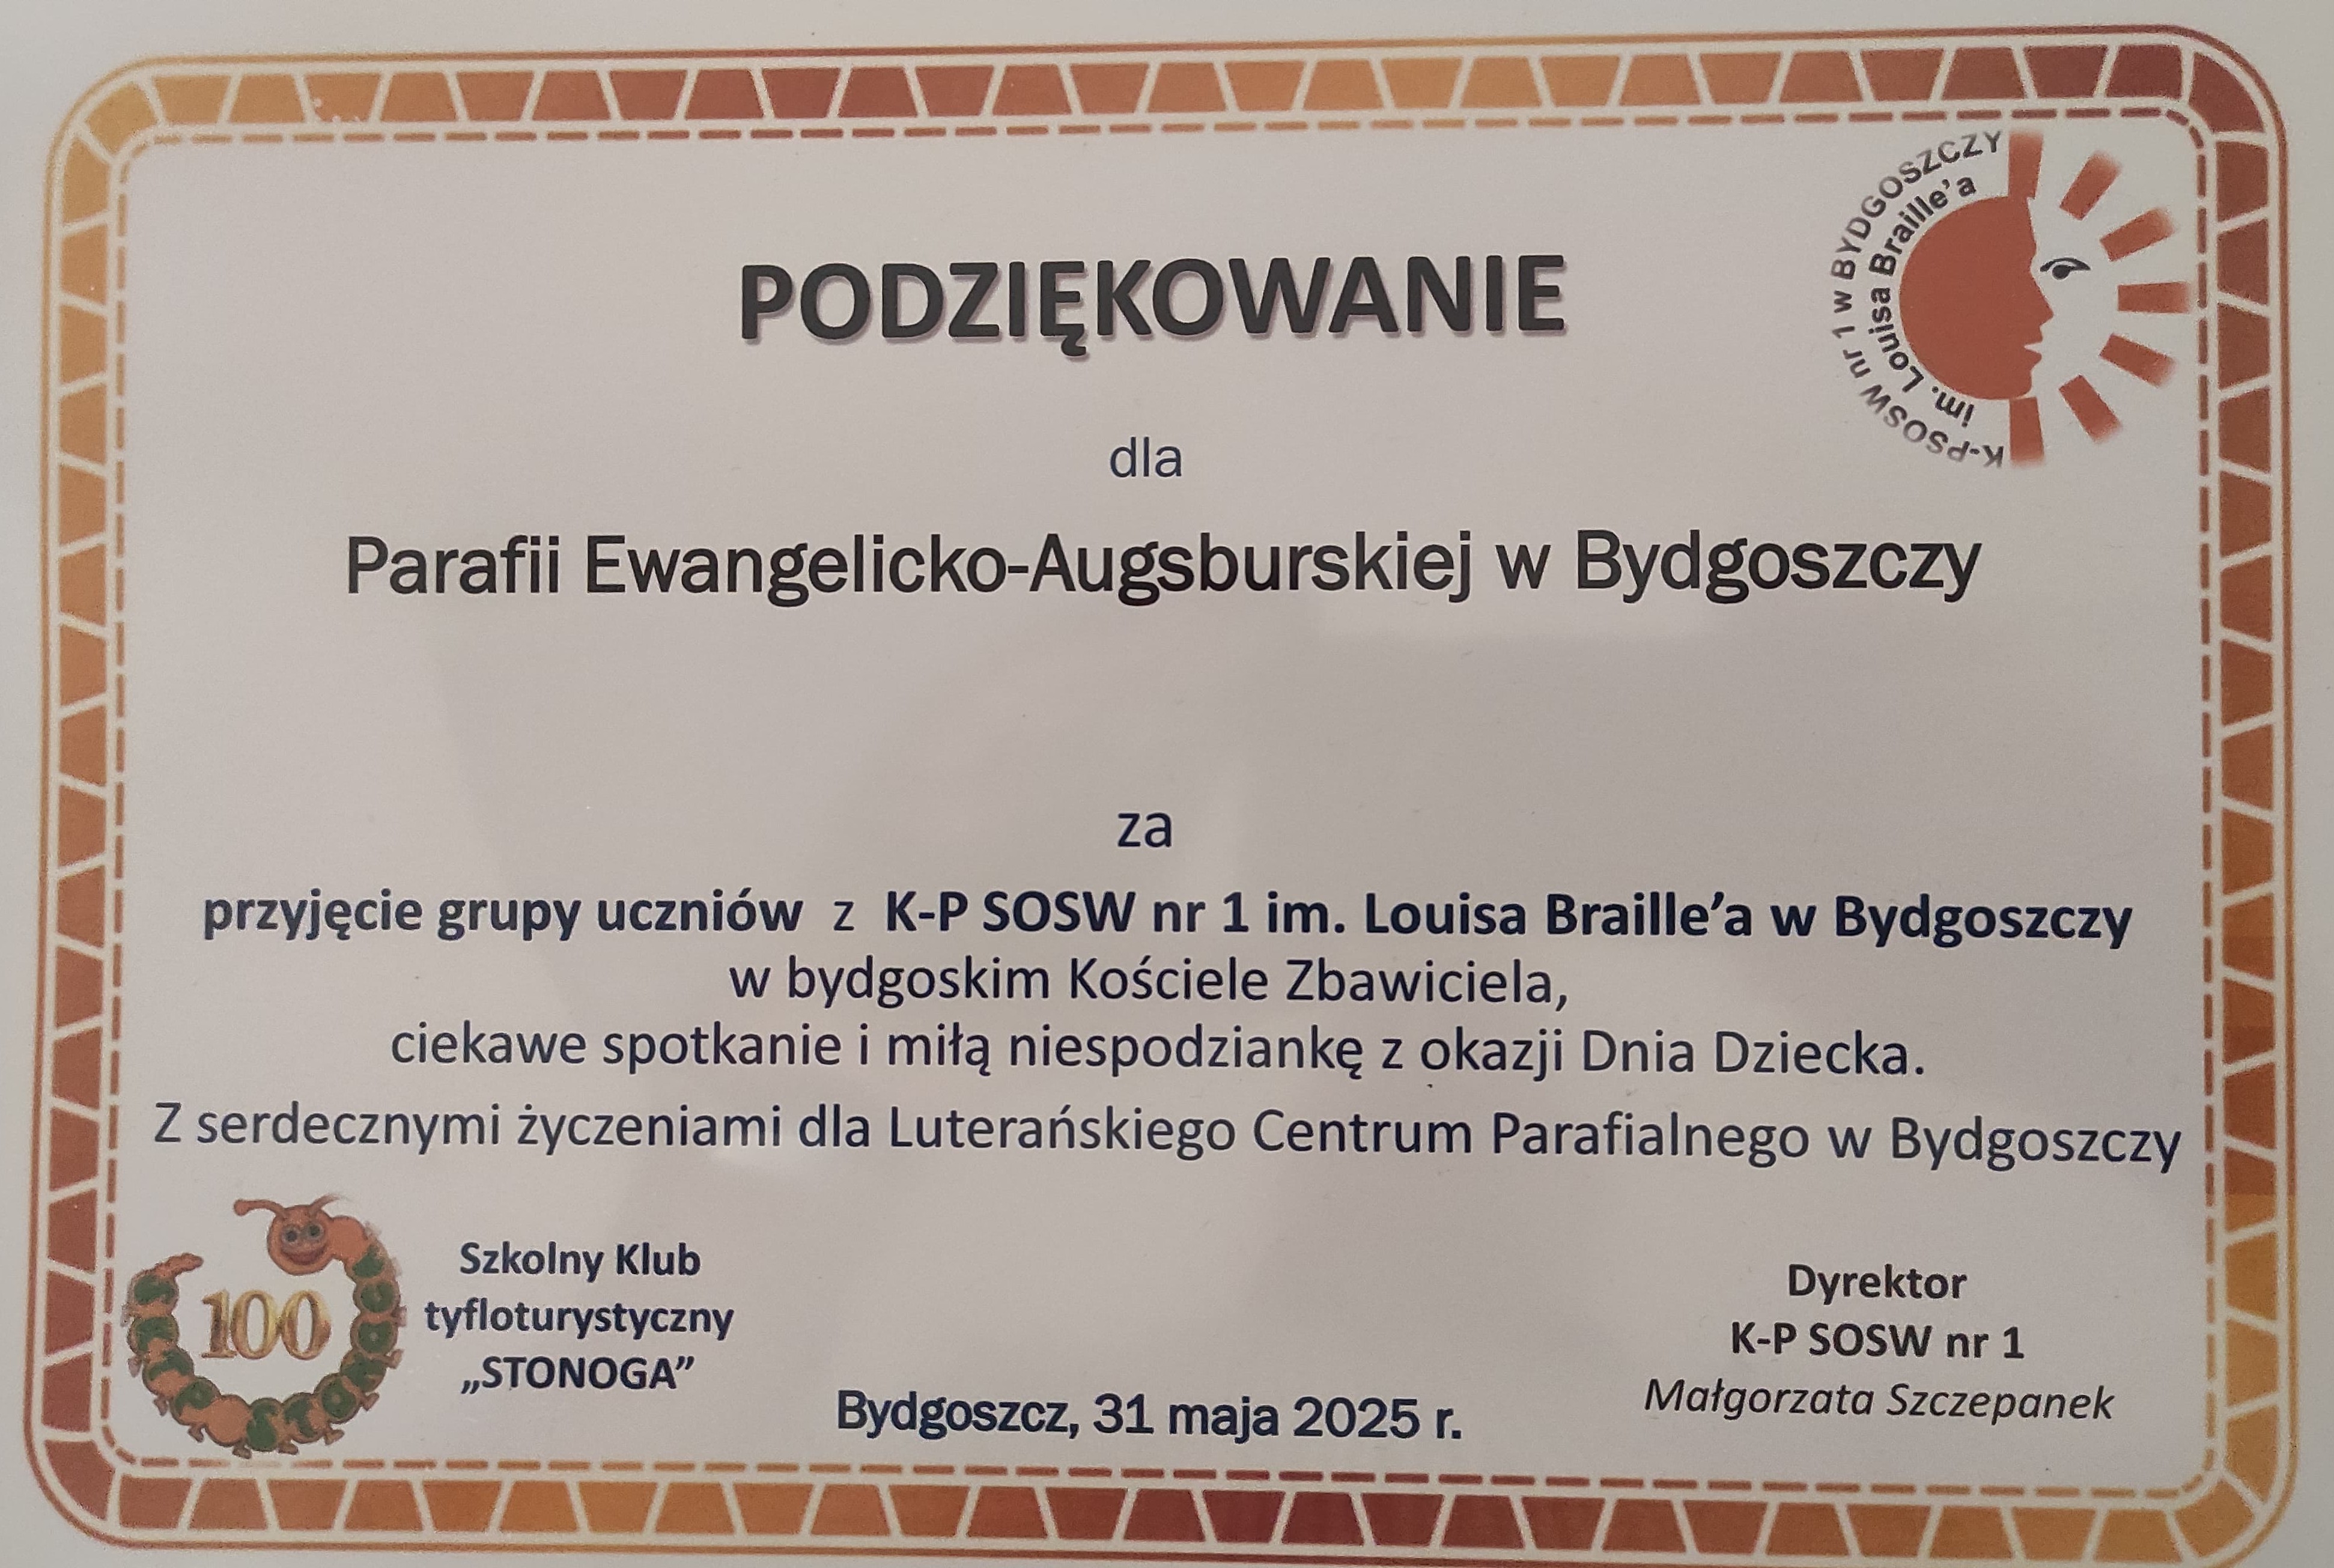 K-PSOSW nr 1 w BYDGOSZCZY
im. Louisa Braille'a
PODZIĘKOWANIE
dla
Parafii Ewangelicko-Augsburskiej w Bydgoszczy
za
przyjęcie grupy uczniów z K-P SOSW nr 1 im. Louisa Braille’a w Bydgoszczy
w bydgoskim Kościele Zbawiciela,
ciekawe spotkanie i miłą niespodziankę z okazji Dnia Dziecka.
Z serdecznymi życzeniami dla Luterańskiego Centrum Parafialnego w Bydgoszczy
100
Szkolny Klub
tyfloturystyczny
„STONOGA”
Bydgoszcz, 31 maja 2025 r.
Dyrektor
K-P SOSW nr 1
Małgorzata Szczepanek